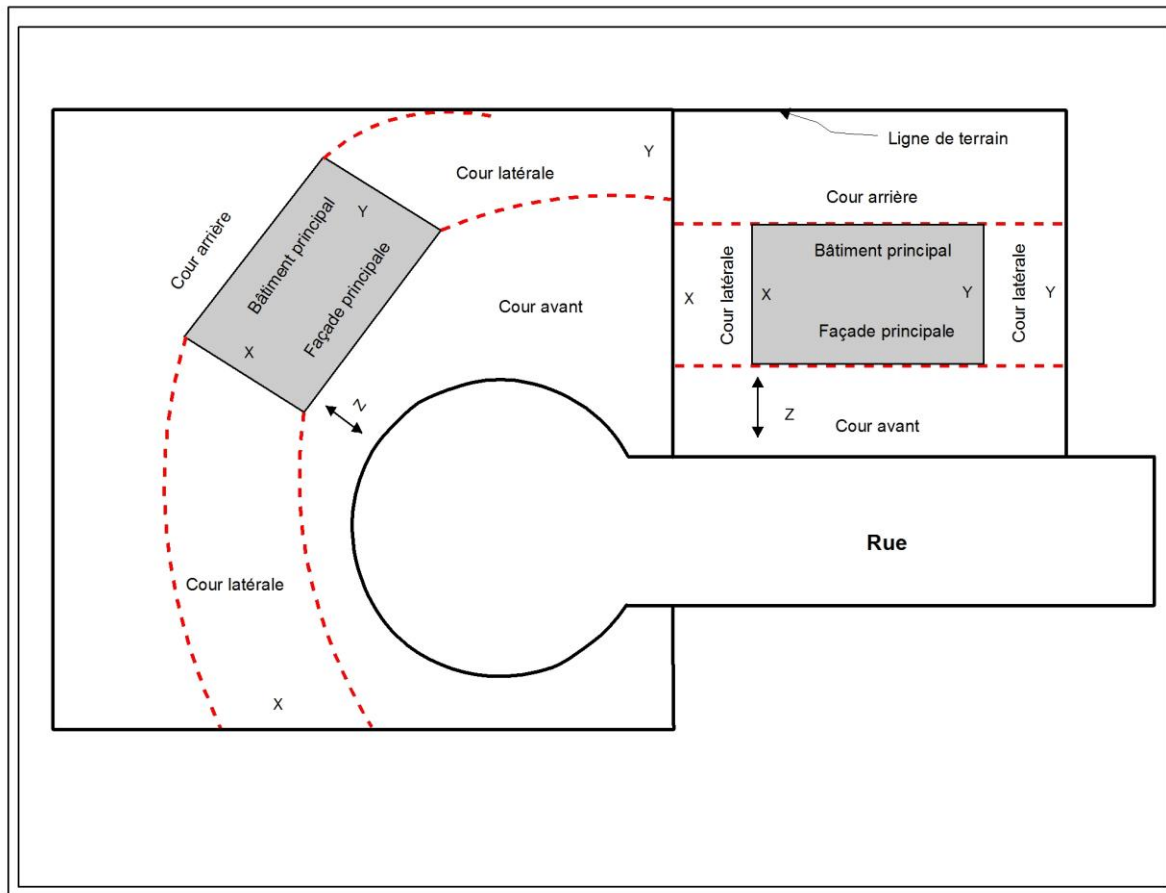 Ligne de terrain
Y
Cour latérale
Cour arrière
Cour arrière
Y
Bâtiment principal
Bâtiment principal
X
Cour latérale
X
Y
Cour latérale
Y
Façade principale
Façade principale
Cour avant
X
Z
Z
Cour avant
Rue
Cour latérale
X